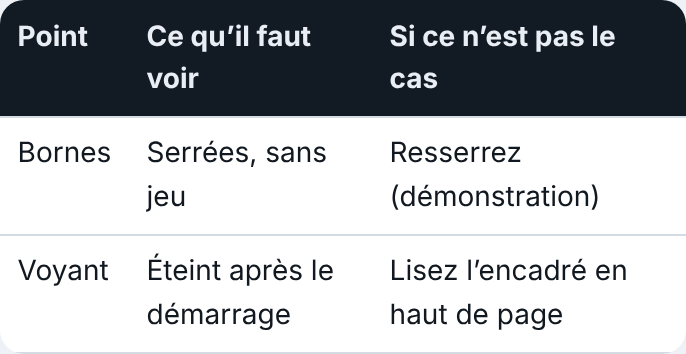 Point
Ce qu’il faut
voir
Si ce n’est pas le
cas
Bornes
Serrées, sans
jeu
Resserrez
(démonstration)
Voyant
Éteint après le
démarrage
Lisez l’encadré en
haut de page